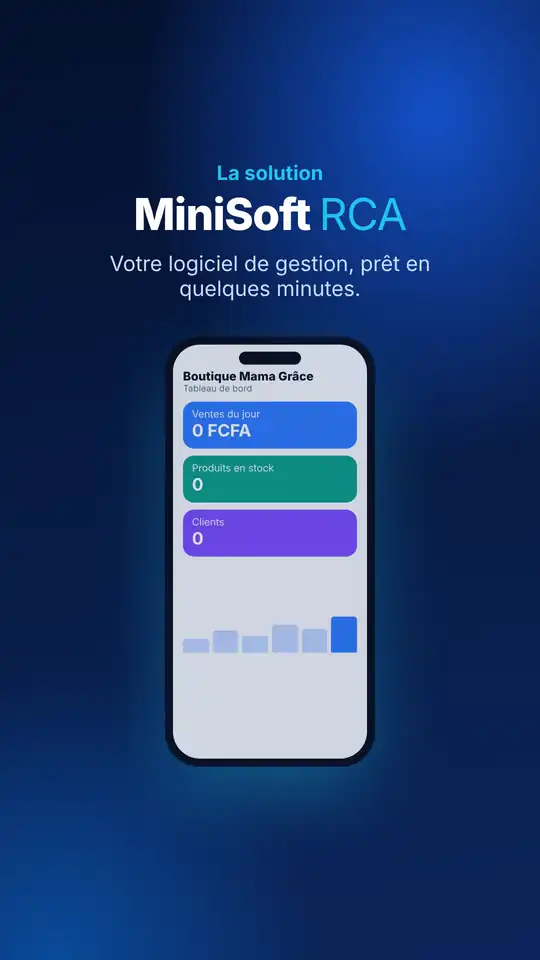 La solution
MiniSoft RCA
Votre logiciel de gestion, prêt en
quelques minutes.
Boutique Mama Grâce
Tableau de bord
Ventes du jour
0 FCFA
Produits en stock
0
Clients
0